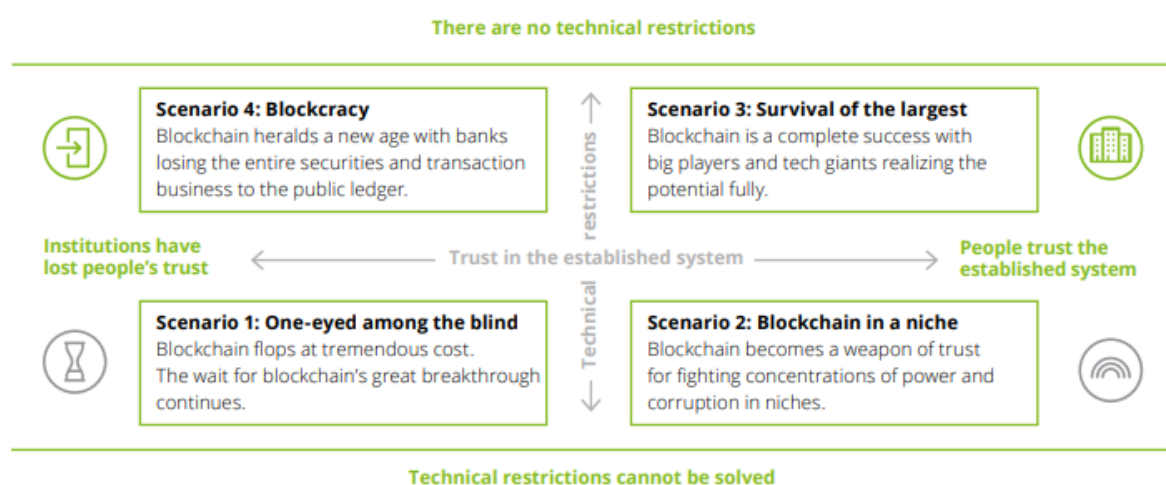 There are no technical restrictions
Scenario 4: Blockcracy
Blockchain heralds a new age with banks
losing the entire securities and transaction
business to the public ledger.
Scenario 3: Survival of the largest
Blockchain is a complete success with
big players and tech giants realizing the
potential fully.
Institutions have
lost people's trust
Trust in the established system
Technical restrictions
People trust the
established system
Scenario 1: One-eyed among the blind
Blockchain flops at tremendous cost.
The wait for blockchain's great breakthrough
continues.
Scenario 2: Blockchain in a niche
Blockchain becomes a weapon of trust
for fighting concentrations of power and
corruption in niches.
Technical restrictions cannot be solved